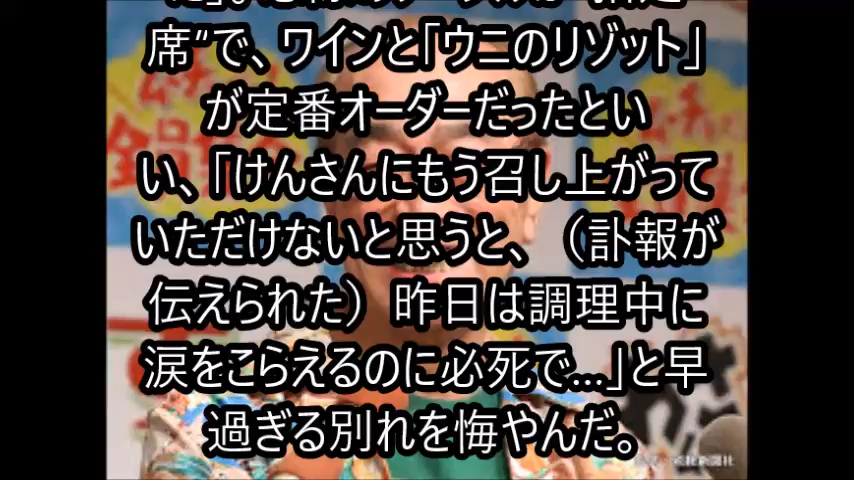 席”で、ワインと「ウニのリゾット」
が定番オーダーだったとい
い、「けんさんにもう召し上がって
いただけないと思うと、（訃報が
伝えられた）昨日は調理中に
涙をこらえるのに必死で…」と早
過ぎる別れを悔やんだ。